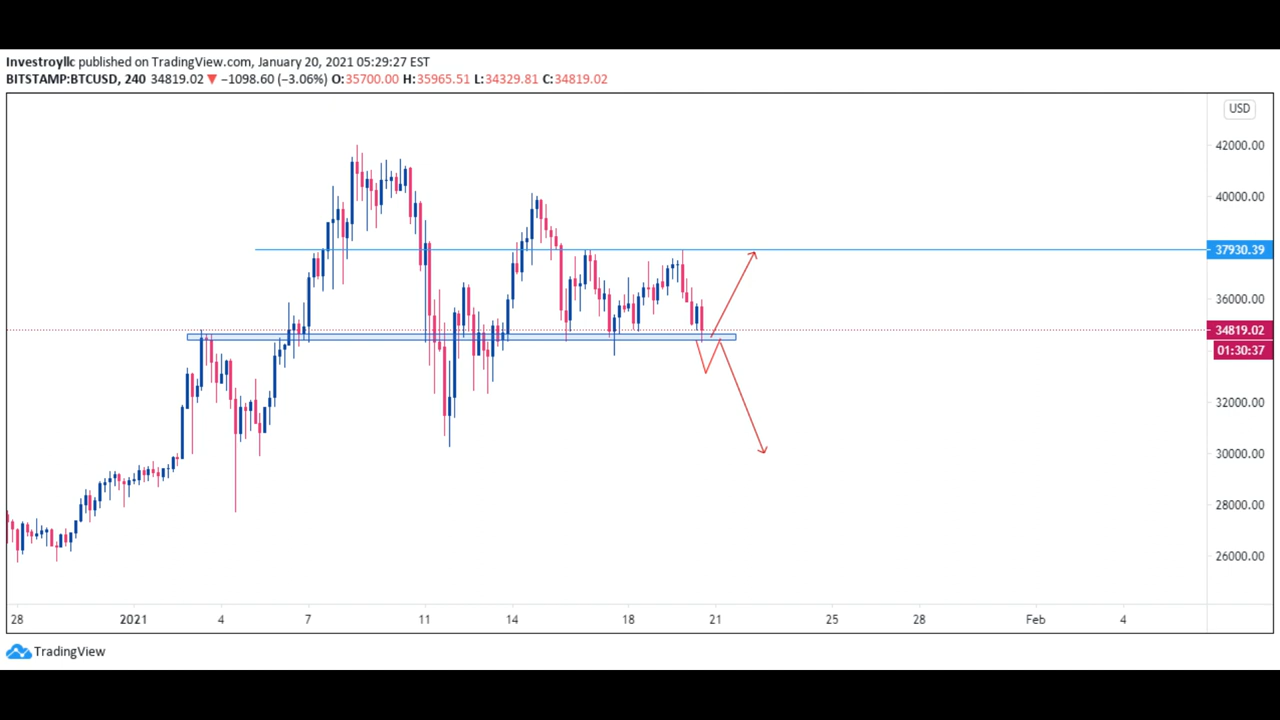 Investroyllc published on TradingView.com, January 20, 2021 05:29:27 EST
BITSTAMP:BTCUSD, 240 34819.02 ▼ −1098.60 (−3.06%) O:35700.00 H:35965.51 L:34329.81 C:34819.02
USD
42000.00
40000.00
37930.39
36000.00
34819.02
01:30:37
32000.00
30000.00
28000.00
26000.00
28 2021 4 7 11 14 18 21 25 28 Feb 4
TradingView